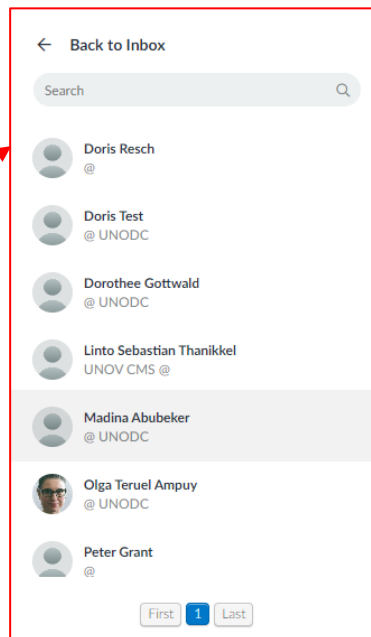 Back to Inbox
Search
Doris Resch
@
Doris Test
@ UNODC
Dorothee Gottwald
@ UNODC
Linto Sebastian Thanikkel
UNOV CMS @
Madina Abubeker
@ UNODC
Olga Teruel Ampuy
@ UNODC
Peter Grant
@
First 1 Last